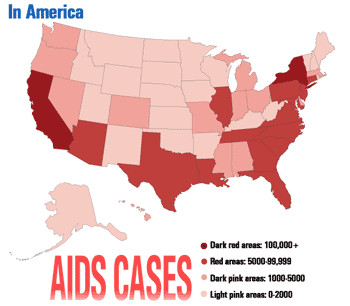 In America
AIDS CASES
Dark red areas: 100,000+
Red areas: 5000-99,999
Dark pink areas: 1000-5000
Light pink areas: 0-2000